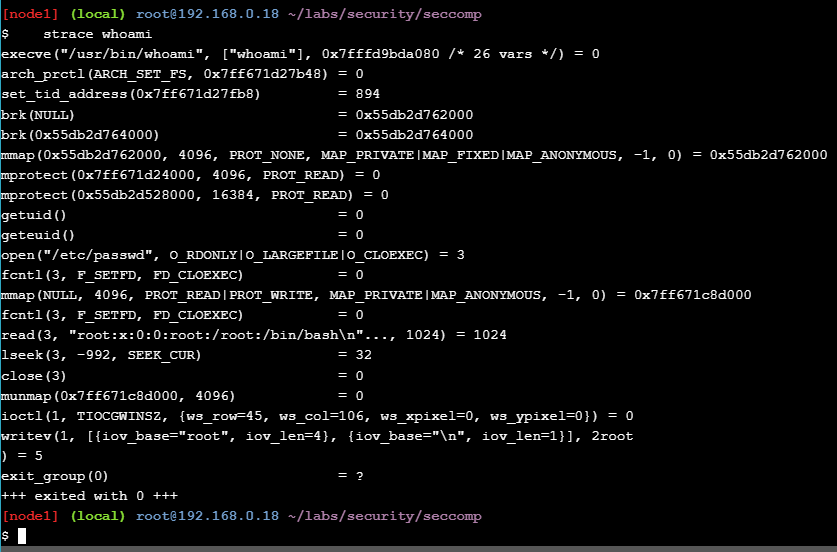 [node1] (local) root@192.168.0.18 ~/labs/security/seccomp
$    strace whoami
execve("/usr/bin/whoami", ["whoami"], 0x7fffd9bda080 /* 26 vars */) = 0
arch_prctl(ARCH_SET_FS, 0x7ff671d27b48) = 0
set_tid_address(0x7ff671d27fb8)         = 894
brk(NULL)                               = 0x55db2d762000
brk(0x55db2d764000)                     = 0x55db2d764000
mmap(0x55db2d762000, 4096, PROT_NONE, MAP_PRIVATE|MAP_FIXED|MAP_ANONYMOUS, -1, 0) = 0x55db2d762000
mprotect(0x7ff671d24000, 4096, PROT_READ) = 0
mprotect(0x55db2d528000, 16384, PROT_READ) = 0
getuid()                                = 0
geteuid()                               = 0
open("/etc/passwd", O_RDONLY|O_LARGEFILE|O_CLOEXEC) = 3
fcntl(3, F_SETFD, FD_CLOEXEC)           = 0
mmap(NULL, 4096, PROT_READ|PROT_WRITE, MAP_PRIVATE|MAP_ANONYMOUS, -1, 0) = 0x7ff671c8d000
fcntl(3, F_SETFD, FD_CLOEXEC)           = 0
read(3, "root:x:0:0:root:/root:/bin/bash\n"..., 1024) = 1024
lseek(3, -992, SEEK_CUR)                = 32
close(3)                                = 0
munmap(0x7ff671c8d000, 4096)            = 0
ioctl(1, TIOCGWINSZ, {ws_row=45, ws_col=106, ws_xpixel=0, ws_ypixel=0}) = 0
writev(1, [{iov_base="root", iov_len=4}, {iov_base="\n", iov_len=1}], 2root
) = 5
exit_group(0)                           = ?
+++ exited with 0 +++
[node1] (local) root@192.168.0.18 ~/labs/security/seccomp
$